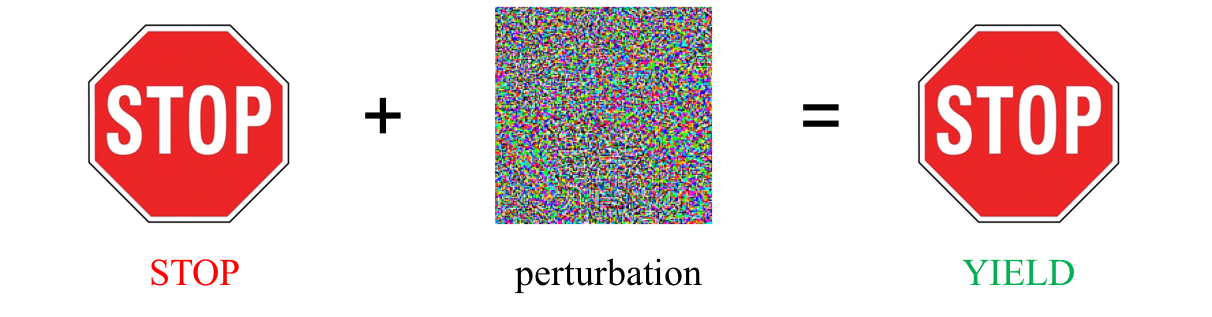 STOP
+
=
STOP
STOP
perturbation
YIELD